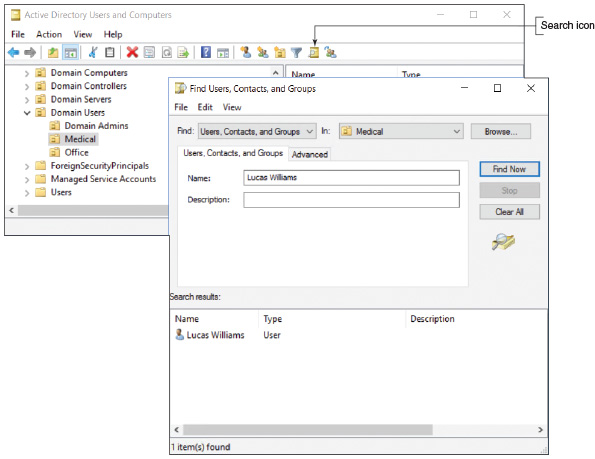 Active Directory Users and Computers
Search icon
File Action View Help
Name Type
Domain Computers
Domain Controllers
Domain Servers
Domain Users
Domain Admins
Medical
Office
ForeignSecurityPrincipals
Managed Service Accounts
Users
Find Users, Contacts, and Groups
File Edit View
Find: Users, Contacts, and Groups In: Medical Browse...
Users, Contacts, and Groups Advanced
Name: Lucas Williams
Description:
Find Now
Stop
Clear All
Search results:
Name Type Description
Lucas Williams User
1 item(s) found